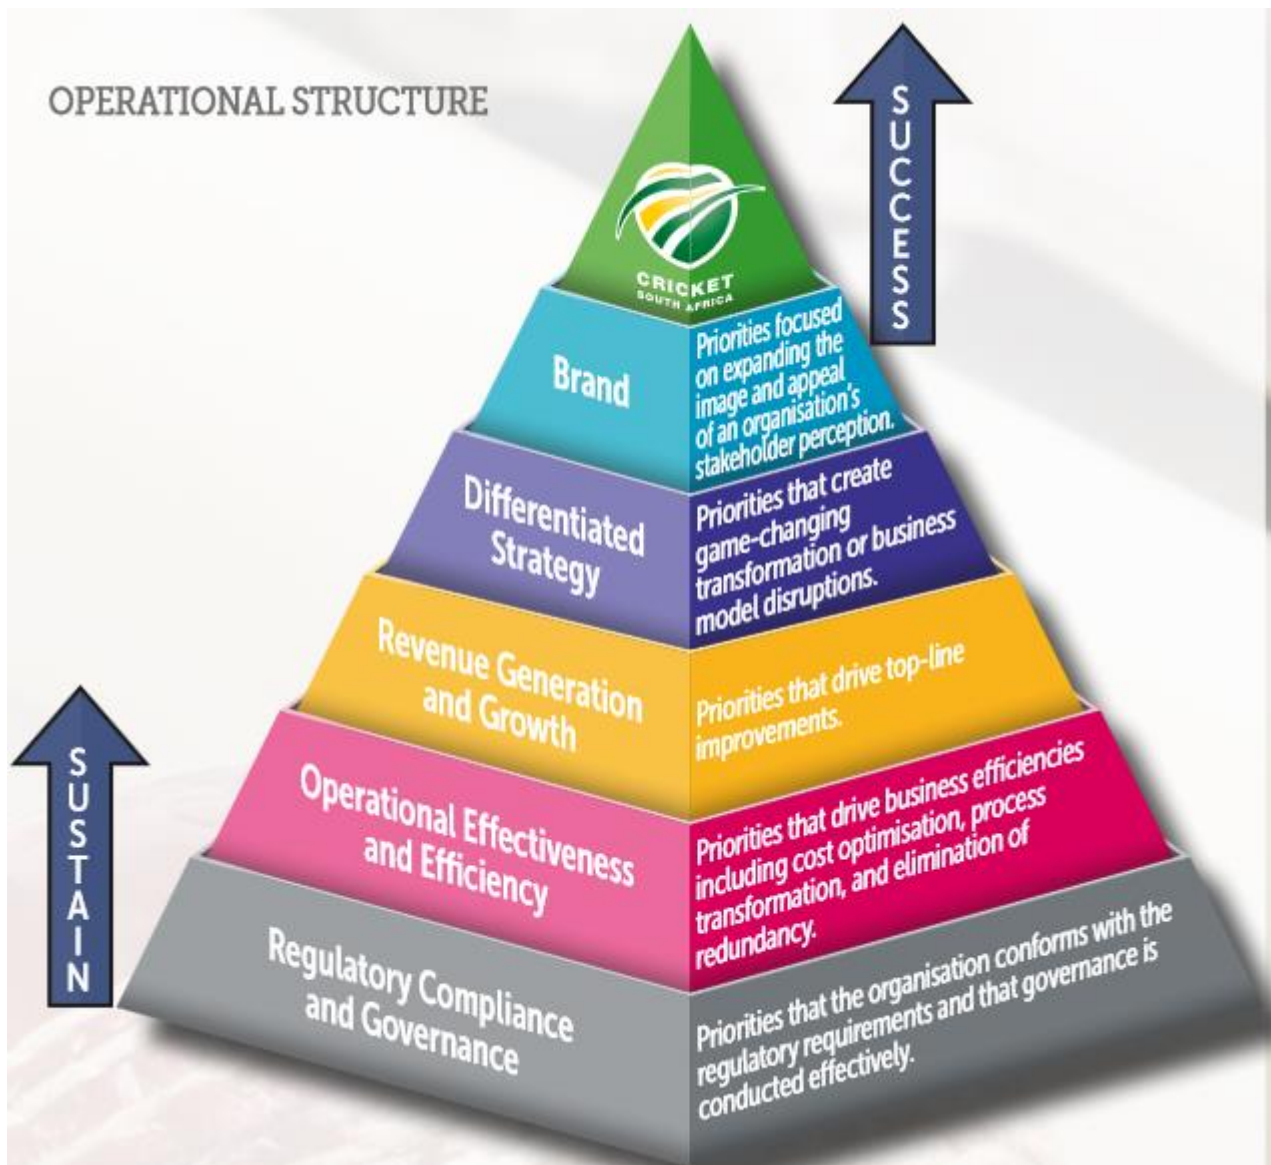 OPERATIONAL STRUCTURE
SUCCESS
CRICKET
SOUTH AFRICA
Brand
Priorities focused
on expanding the
image and appeal
of an organisation's
stakeholder perception.
Differentiated
Strategy
Priorities that create
game-changing
transformation or business
model disruptions.
Revenue Generation
and Growth
Priorities that drive top-line
improvements.
Operational Effectiveness
and Efficiency
Priorities that drive business efficiencies
including cost optimisation, process
transformation, and elimination of
redundancy.
SUSTAIN
Regulatory Compliance
and Governance
Priorities that the organisation conforms with the
regulatory requirements and that governance is
conducted effectively.